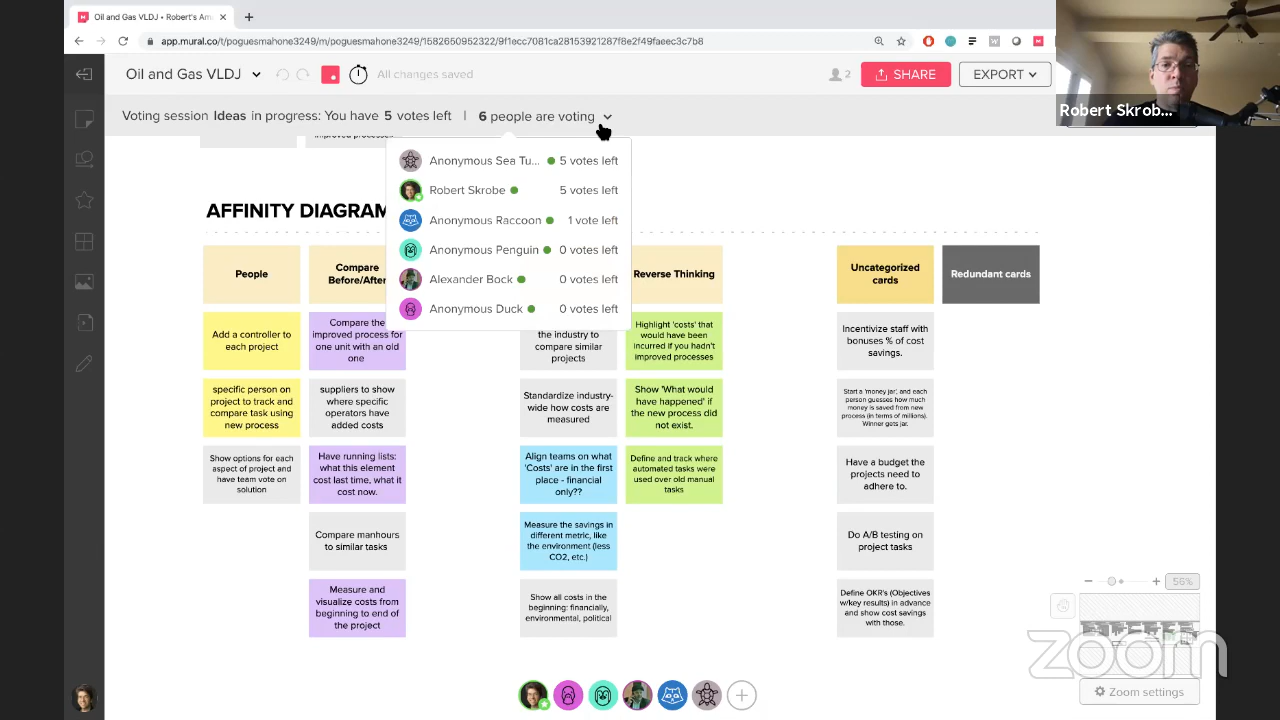 Oil and Gas VLDJ • Robert's Am
app.mural.co/t/poguesmahone3249/m/poguesmahone3249/1582650952322/9f1ecc7081ca28153921287f8e2f49faeec3c7b8
Oil and Gas VLDJ
All changes saved
2
SHARE
EXPORT
Robert Skrob...
Voting session Ideas in progress: You have 5 votes left | 6 people are voting
Anonymous Sea Tu... 5 votes left
Robert Skrobe 5 votes left
Anonymous Raccoon 1 vote left
Anonymous Penguin 0 votes left
Alexander Bock 0 votes left
Anonymous Duck 0 votes left
AFFINITY DIAGRAM
People
Add a controller to
each project
specific person on
project to track and
compare task using
new process
Show options for each
aspect of project and
have team vote on
solution
Compare
Before/After
Compare the
improved process for
one unit with an old
one
suppliers to show
where specific
operators have
added costs
Have running lists:
what this element
cost last time, what it
cost now.
Compare manhours
to similar tasks
Measure and
visualize costs from
beginning to end of
the project
the industry to
compare similar
projects
Standardize industry-
wide how costs are
measured
Align teams on what
'Costs' are in the first
place - financial
only??
Measure the savings in
different metric, like
the environment (less
CO2, etc.)
Show all costs in the
beginning: financially,
environmental, political
Reverse Thinking
Highlight 'costs' that
would have been
incurred if you hadn't
improved processes
Show 'What would
have happened' if
the new process did
not exist.
Define and track where
automated tasks were
used over old manual
tasks
Uncategorized
cards
Incentivize staff with
bonuses % of cost
savings.
Start a 'money jar', and each
person guesses how much
money is saved from new
process (in terms of millions).
Winner gets jar.
Have a budget the
projects need to
adhere to.
Do A/B testing on
project tasks
Define OKR's (Objectives
w/key results) in advance
and show cost savings
with those.
Redundant cards
56%
zoom
Zoom settings